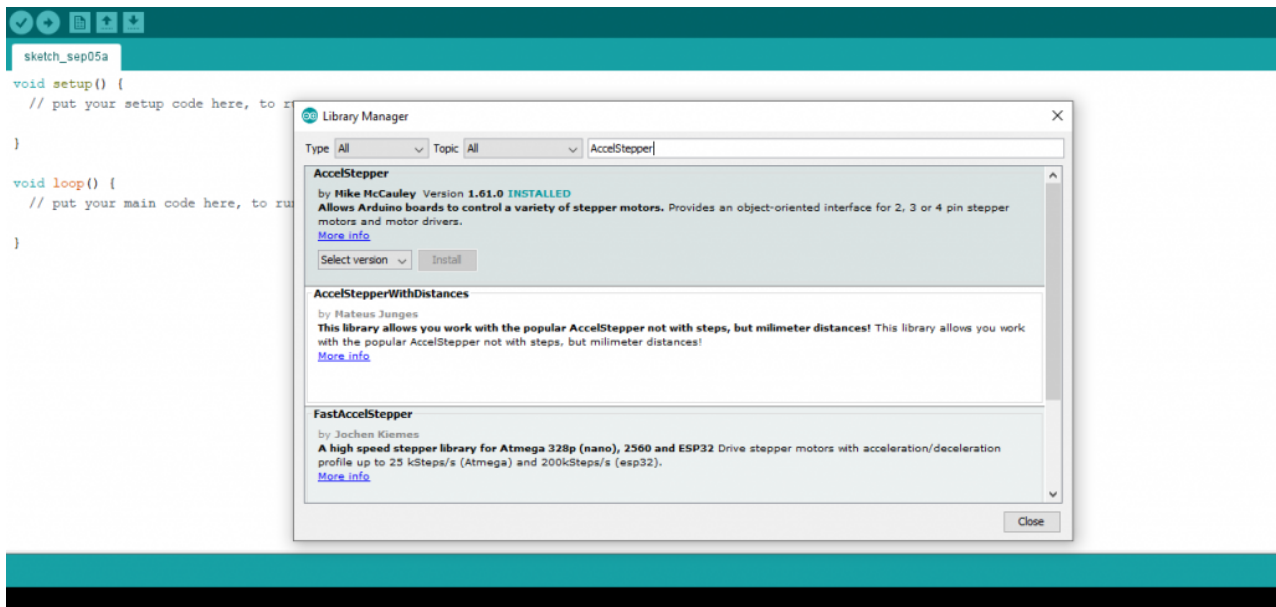 sketch_sep05a
void setup() {
// put your setup code here, to r
}
void loop() {
// put your main code here, to ru
}
Library Manager
Type All Topic All AccelStepper
AccelStepper
by Mike McCauley Version 1.61.0 INSTALLED
Allows Arduino boards to control a variety of stepper motors. Provides an object-oriented interface for 2, 3 or 4 pin stepper
motors and motor drivers.
More info
Select version Install
AccelStepperWithDistances
by Mateus Junges
This library allows you work with the popular AccelStepper not with steps, but milimeter distances! This library allows you work
with the popular AccelStepper not with steps, but milimeter distances!
More info
FastAccelStepper
by Jochen Kiemes
A high speed stepper library for Atmega 328p (nano), 2560 and ESP32 Drive stepper motors with acceleration/deceleration
profile up to 25 kSteps/s (Atmega) and 200kSteps/s (esp32).
More info
Close